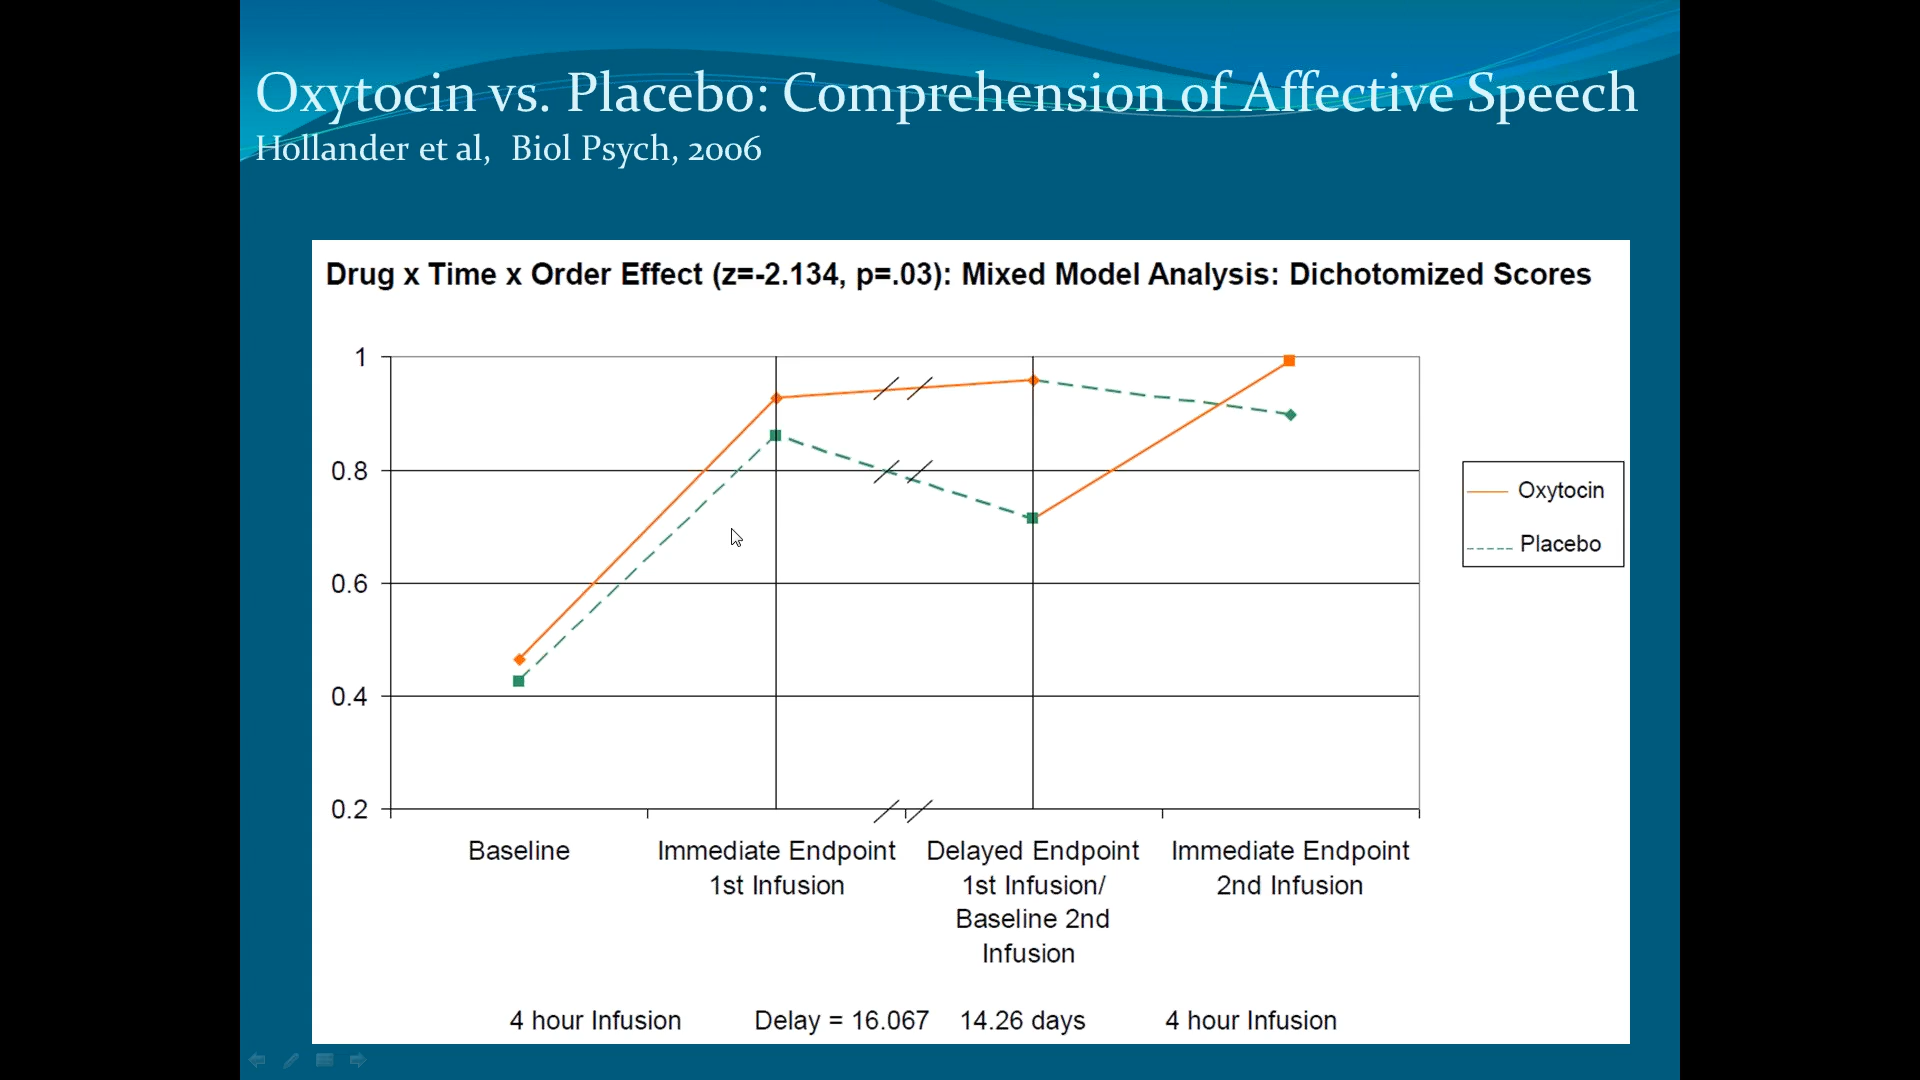 Oxytocin vs. Placebo: Comprehension of Affective Speech
Hollander et al, Biol Psych, 2006
Drug x Time x Order Effect (z=-2.134, p=.03): Mixed Model Analysis: Dichotomized Scores
1
0.8
0.6
0.4
0.2
Oxytocin
Placebo
Baseline
Immediate Endpoint
1st Infusion
Delayed Endpoint
1st Infusion/
Baseline 2nd
Infusion
Immediate Endpoint
2nd Infusion
4 hour Infusion
Delay = 16.067 14.26 days
4 hour Infusion